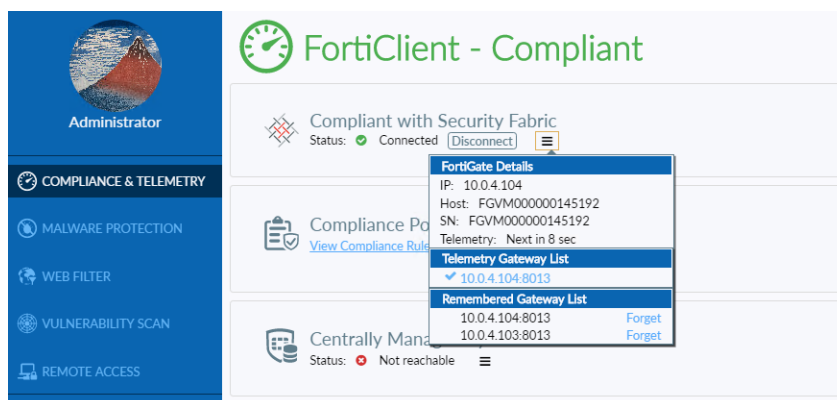 FortiClient - Compliant
Administrator
COMPLIANCE & TELEMETRY
MALWARE PROTECTION
WEB FILTER
VULNERABILITY SCAN
REMOTE ACCESS
Compliant with Security Fabric
Status: Connected Disconnect
FortiGate Details
IP: 10.0.4.104
Host: FGVM000000145192
SN: FGVM000000145192
Telemetry: Next in 8 sec
Telemetry Gateway List
10.0.4.104:8013
Remembered Gateway List
10.0.4.104:8013 Forget
10.0.4.103:8013 Forget
Compliance Po
View Compliance Rule
Centrally Mana
Status: Not reachable